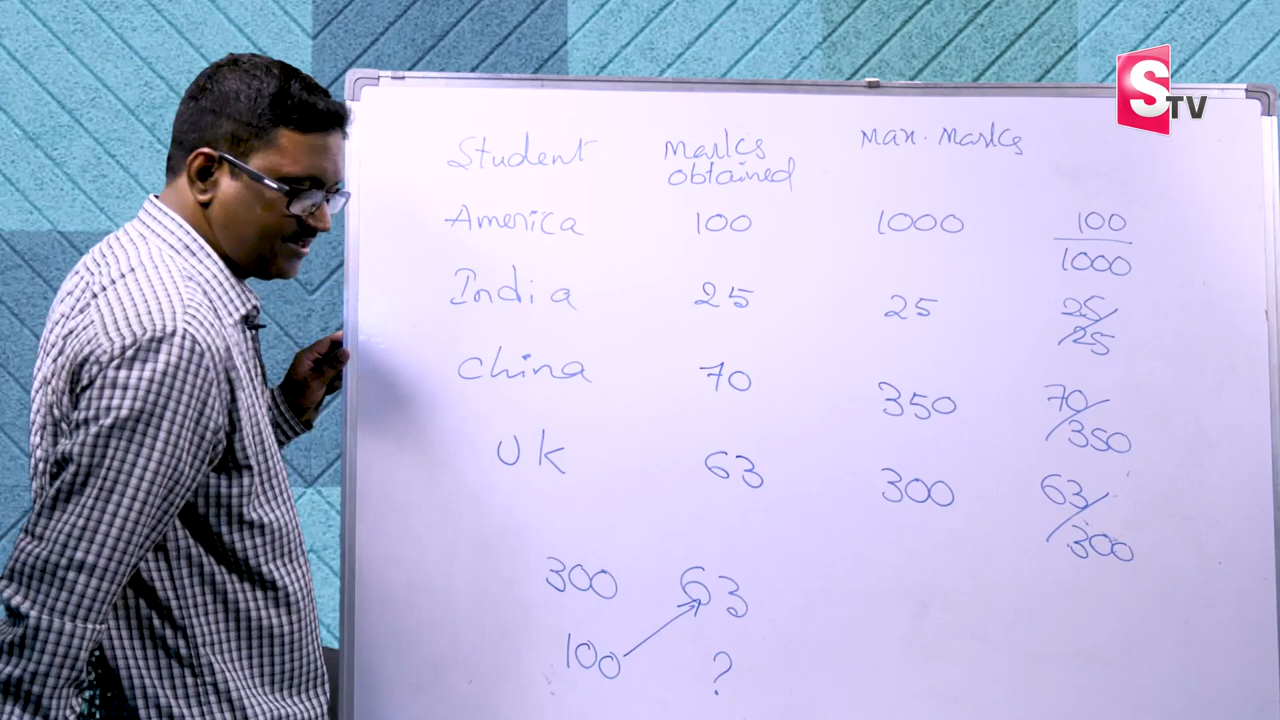 STV
Student marks obtained Max. marks
America 100 1000 100/1000
India 25 25 25/25
China 70 350 70/350
UK 63 300 63/300
300 63
100 ?